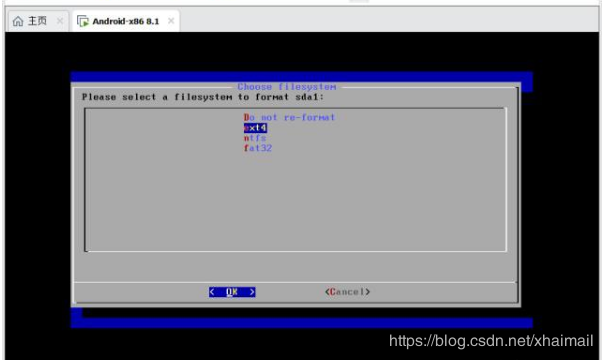 主页
Android-x86 8.1
Choose filesystem
Please select a filesystem to format sda1:
Do not re-format
ext4
ntfs
fat32
< OK > <Cancel>
https://blog.csdn.net/xhaimail